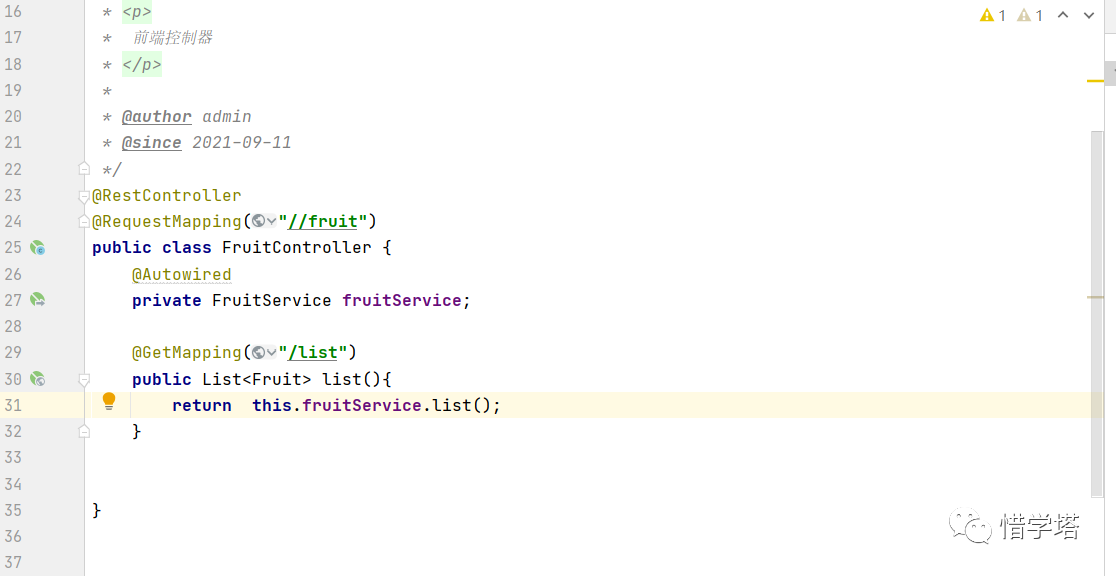 16 * <p>
17 * 前端控制器
18 * </p>
19 *
20 * @author admin
21 * @since 2021-09-11
22 */
23 @RestController
24 @RequestMapping("//fruit")
25 public class FruitController {
26 @Autowired
27 private FruitService fruitService;
28
29 @GetMapping("/list")
30 public List<Fruit> list(){
31 return  this.fruitService.list();
32 }
33
34
35 }
36
37
1 1
惜学塔